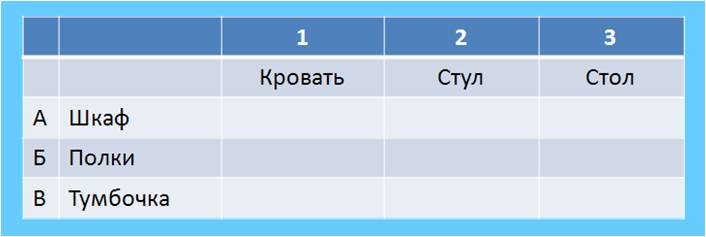 1 2 3
Кровать Стул Стол
А Шкаф
Б Полки
В Тумбочка